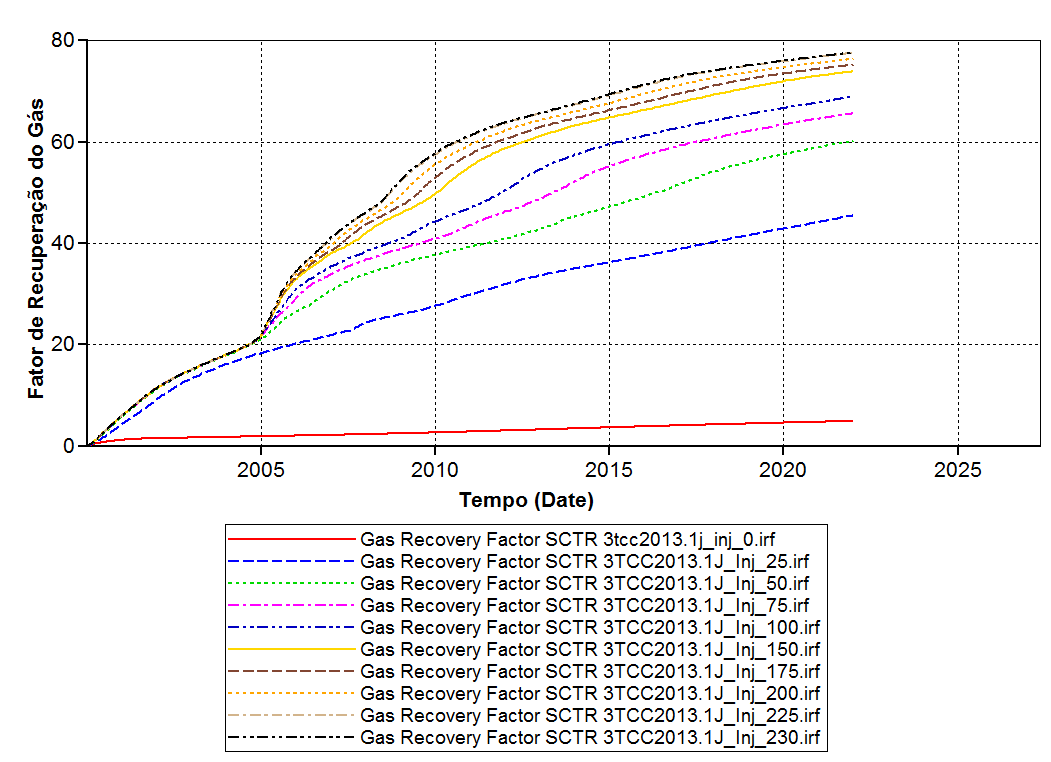 80
60
40
20
0
Fator de Recuperação do Gás
2005 2010 2015 2020 2025
Tempo (Date)
Gas Recovery Factor SCTR 3tcc2013.1j_inj_0.irf
Gas Recovery Factor SCTR 3TCC2013.1J_Inj_25.irf
Gas Recovery Factor SCTR 3TCC2013.1J_Inj_50.irf
Gas Recovery Factor SCTR 3TCC2013.1J_Inj_75.irf
Gas Recovery Factor SCTR 3TCC2013.1J_Inj_100.irf
Gas Recovery Factor SCTR 3TCC2013.1J_Inj_150.irf
Gas Recovery Factor SCTR 3TCC2013.1J_Inj_175.irf
Gas Recovery Factor SCTR 3TCC2013.1J_Inj_200.irf
Gas Recovery Factor SCTR 3TCC2013.1J_Inj_225.irf
Gas Recovery Factor SCTR 3TCC2013.1J_Inj_230.irf